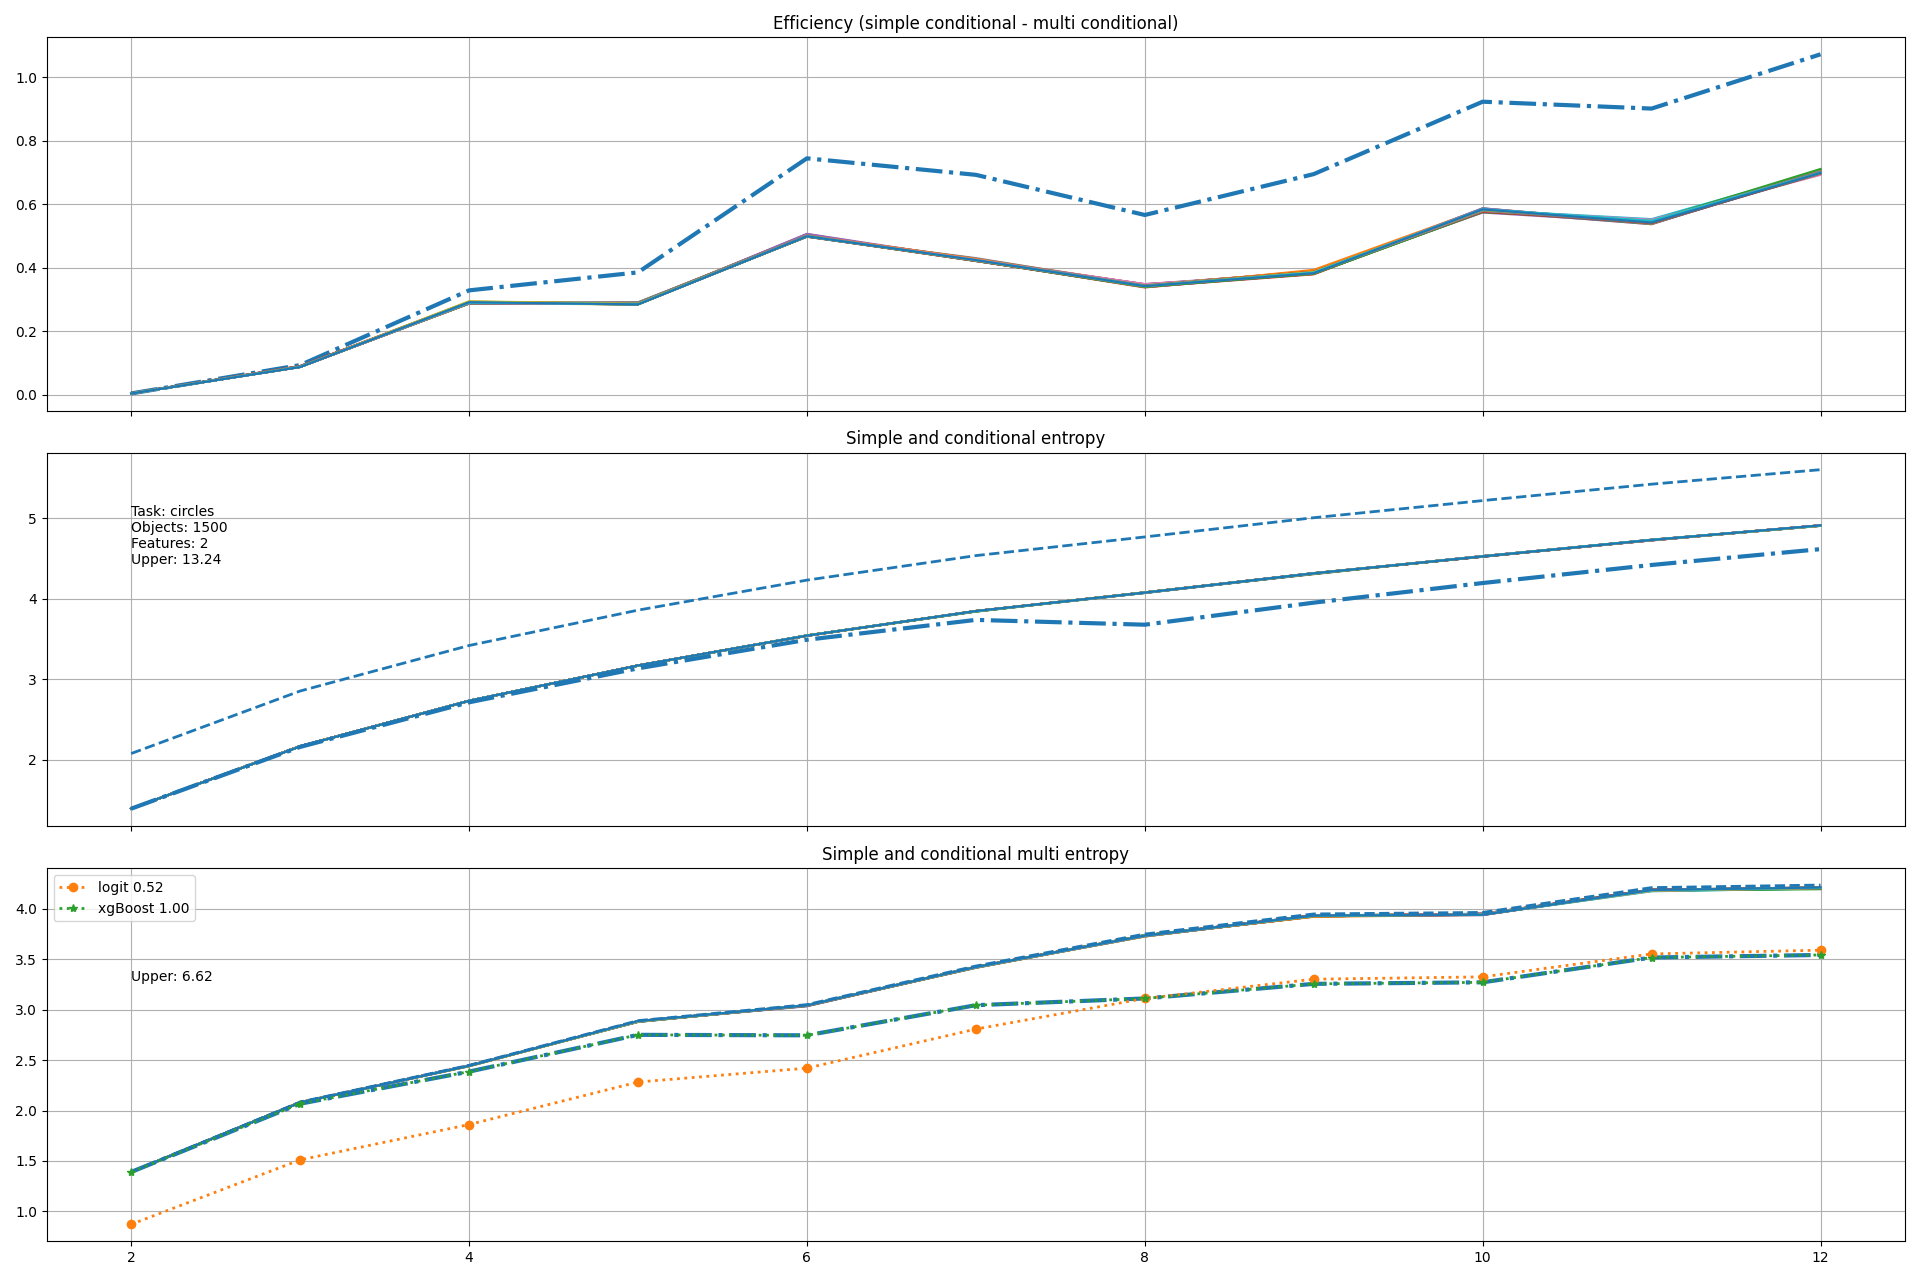 Efficiency (simple conditional - multi conditional)
1.0
0.8
0.6
0.4
0.2
0.0
Simple and conditional entropy
Task: circles
Objects: 1500
Features: 2
Upper: 13.24
5
4
3
2
Simple and conditional multi entropy
logit 0.52
xgBoost 1.00
Upper: 6.62
4.0
3.5
3.0
2.5
2.0
1.5
1.0
2 4 6 8 10 12